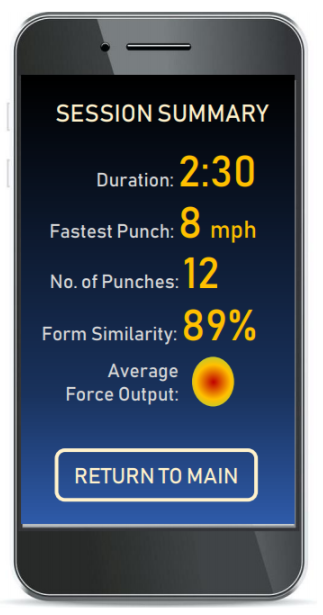 SESSION SUMMARY
Duration: 2:30
Fastest Punch: 8 mph
No. of Punches: 12
Form Similarity: 89%
Average
Force Output:
RETURN TO MAIN